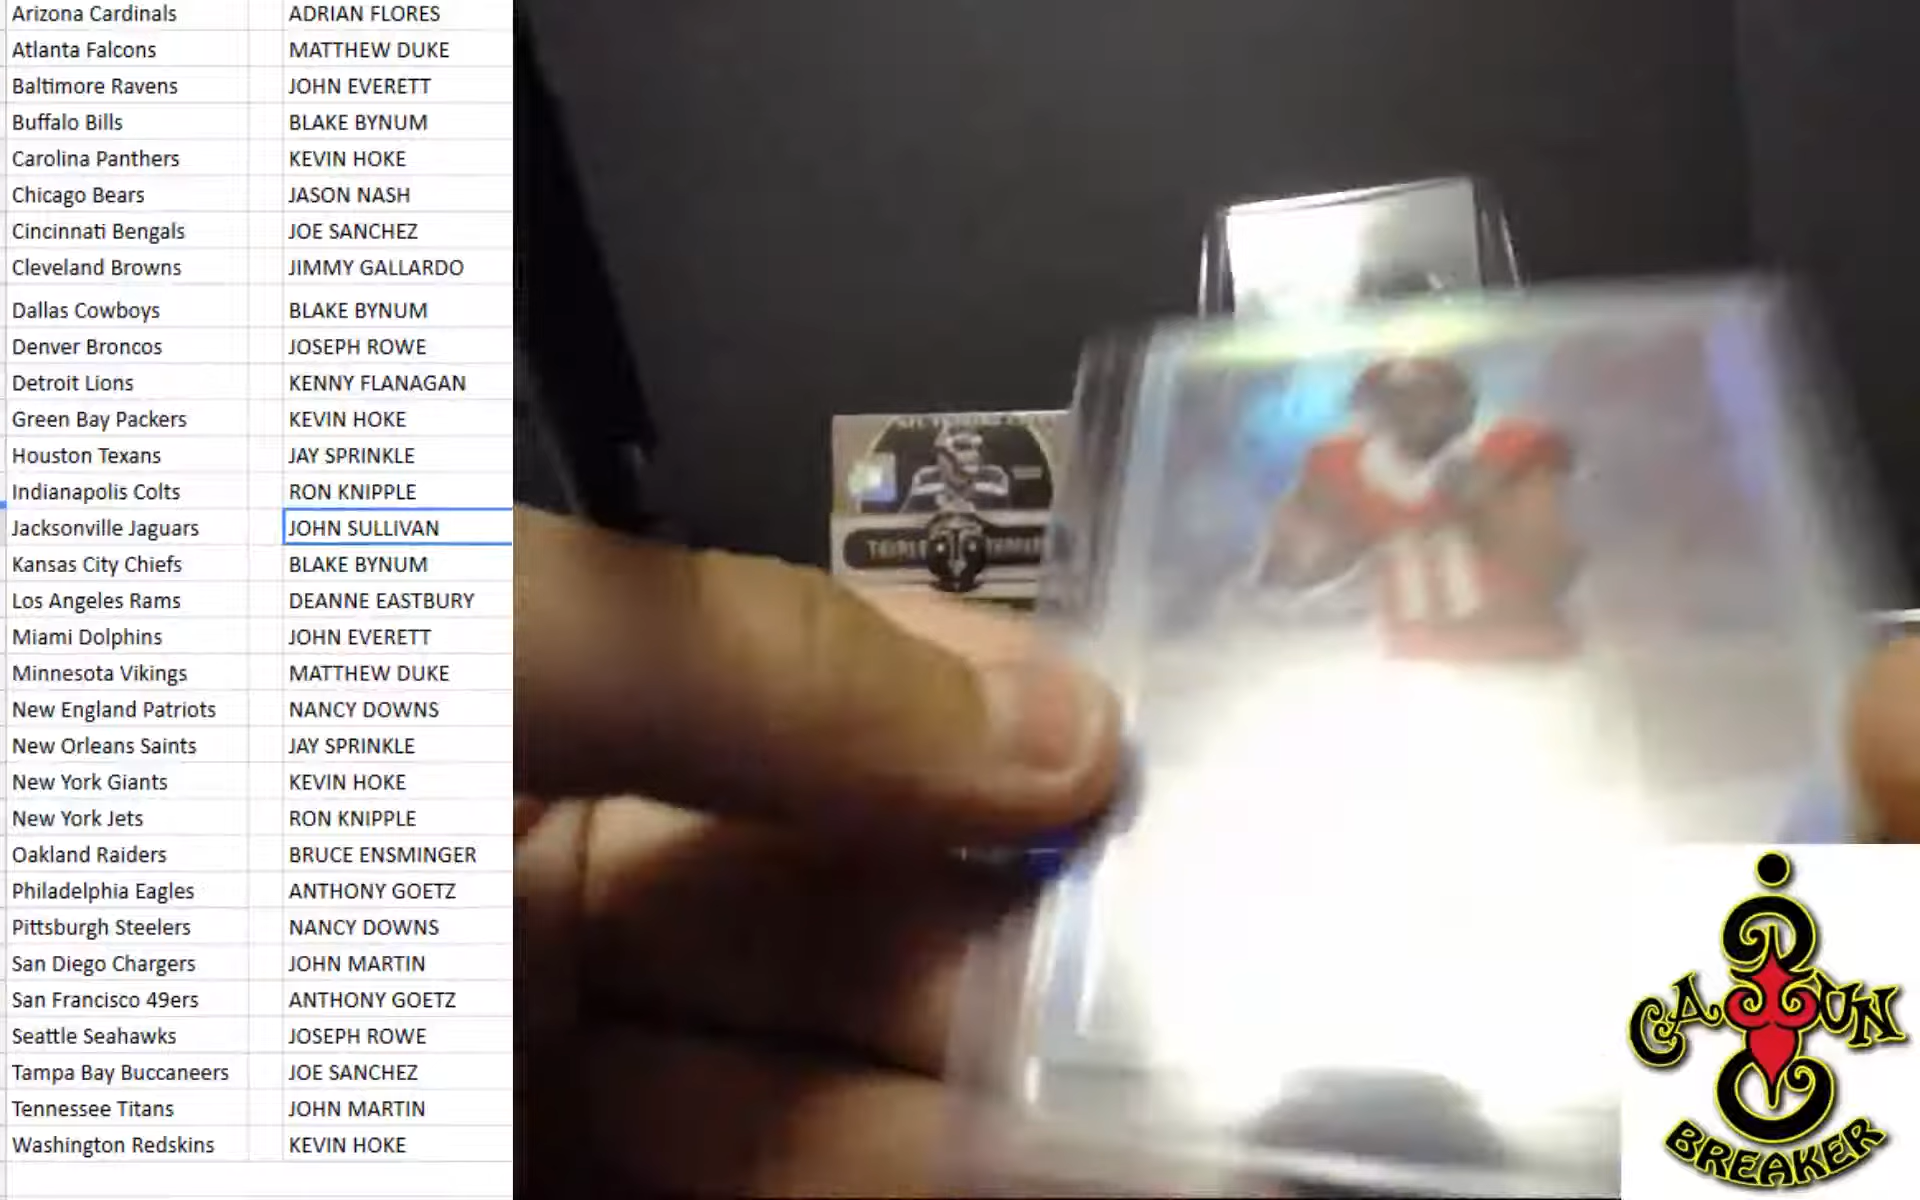 Arizona Cardinals ADRIAN FLORES
Atlanta Falcons MATTHEW DUKE
Baltimore Ravens JOHN EVERETT
Buffalo Bills BLAKE BYNUM
Carolina Panthers KEVIN HOKE
Chicago Bears JASON NASH
Cincinnati Bengals JOE SANCHEZ
Cleveland Browns JIMMY GALLARDO
Dallas Cowboys BLAKE BYNUM
Denver Broncos JOSEPH ROWE
Detroit Lions KENNY FLANAGAN
Green Bay Packers KEVIN HOKE
Houston Texans JAY SPRINKLE
Indianapolis Colts RON KNIPPLE
Jacksonville Jaguars JOHN SULLIVAN
Kansas City Chiefs BLAKE BYNUM
Los Angeles Rams DEANNE EASTBURY
Miami Dolphins JOHN EVERETT
Minnesota Vikings MATTHEW DUKE
New England Patriots NANCY DOWNS
New Orleans Saints JAY SPRINKLE
New York Giants KEVIN HOKE
New York Jets RON KNIPPLE
Oakland Raiders BRUCE ENSMINGER
Philadelphia Eagles ANTHONY GOETZ
Pittsburgh Steelers NANCY DOWNS
San Diego Chargers JOHN MARTIN
San Francisco 49ers ANTHONY GOETZ
Seattle Seahawks JOSEPH ROWE
Tampa Bay Buccaneers JOE SANCHEZ
Tennessee Titans JOHN MARTIN
Washington Redskins KEVIN HOKE
11
CAJUN
BREAKER